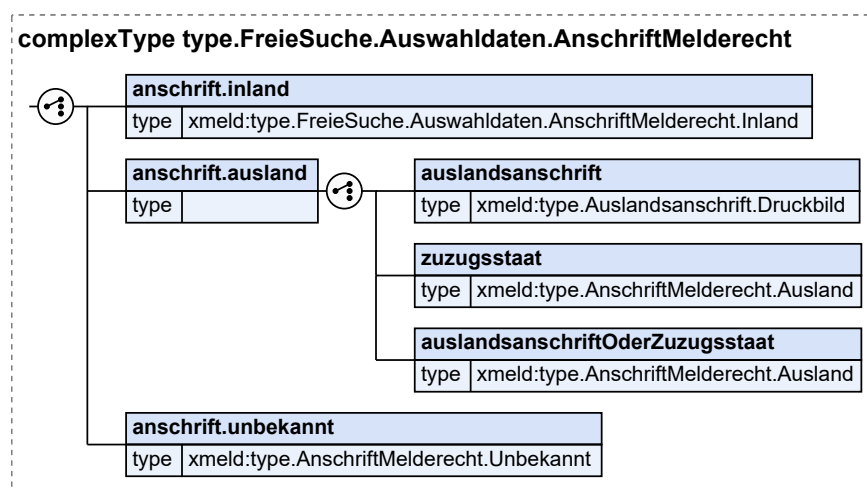 complexType type.FreieSuche.Auswahldaten.AnschriftMelderecht
anschrift.inland
type xmeld:type.FreieSuche.Auswahldaten.AnschriftMelderecht.Inland
anschrift.ausland
type
auslandsanschrift
type xmeld:type.Auslandsanschrift.Druckbild
zuzugsstaat
type xmeld:type.AnschriftMelderecht.Ausland
auslandsanschriftOderZuzugsstaat
type xmeld:type.AnschriftMelderecht.Ausland
anschrift.unbekannt
type xmeld:type.AnschriftMelderecht.Unbekannt